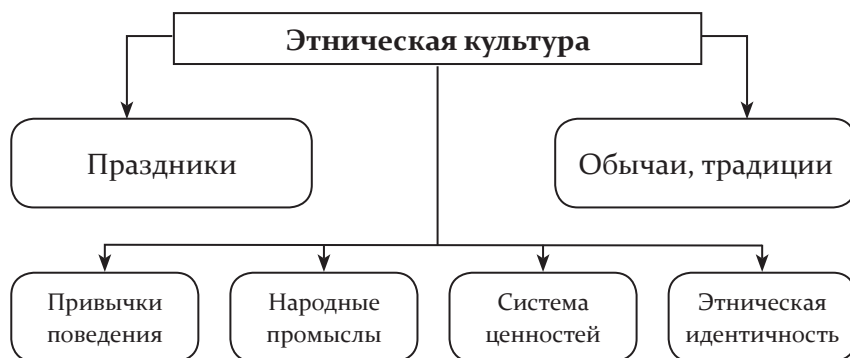 Этническая культура
Праздники
Обычаи, традиции
Привычки
поведения
Народные
промыслы
Система
ценностей
Этническая
идентичность